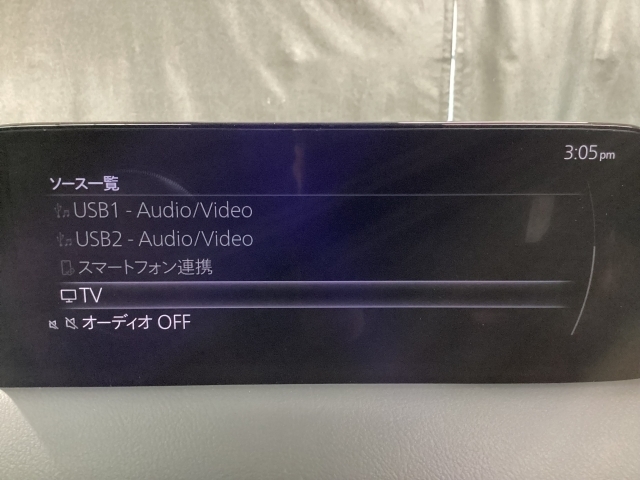 3:05pm
ソース一覧
USB1 - Audio/Video
USB2 - Audio/Video
スマートフォン連携
TV
オーディオ OFF